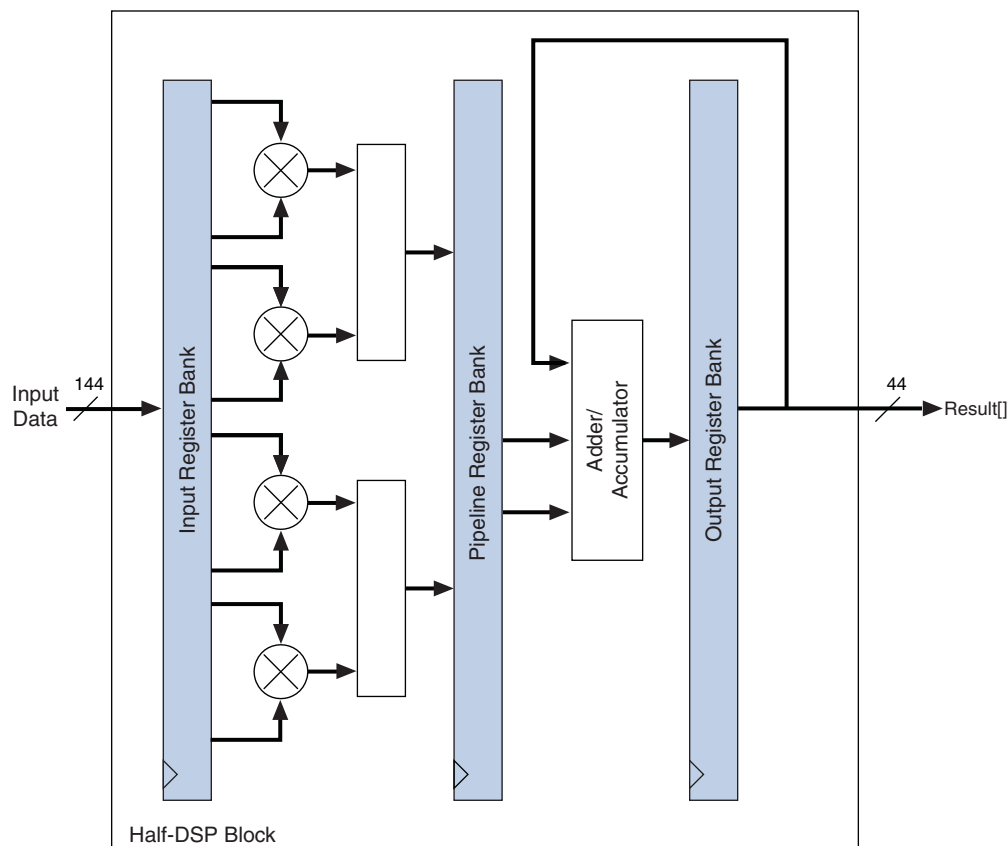 Input
Data
144
Input Register Bank
Pipeline Register Bank
Adder/
Accumulator
Output Register Bank
44
Result[]
Half-DSP Block